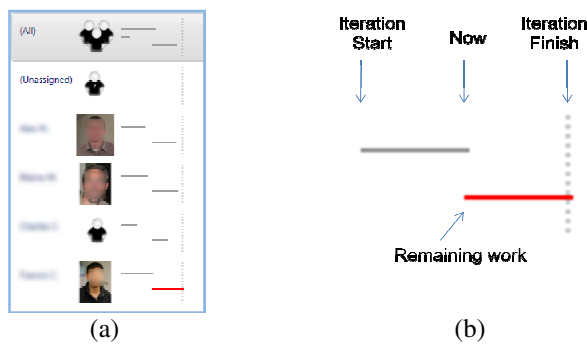 (All)
(Unassigned)
Iteration
Start
Now
Iteration
Finish
Remaining work
(a)
(b)